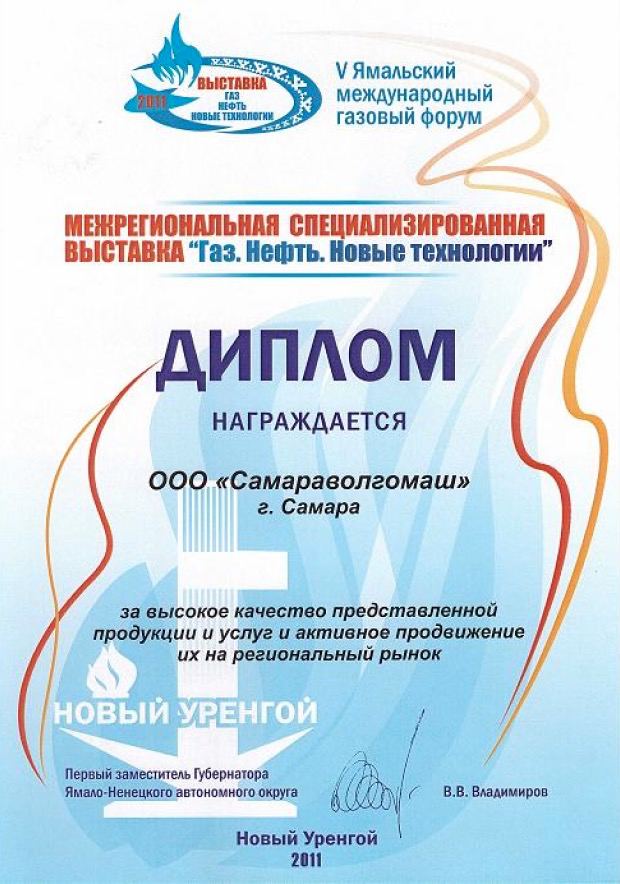 2011
ВЫСТАВКА
ГАЗ
НЕФТЬ
НОВЫЕ ТЕХНОЛОГИИ
V Ямальский
международный
газовый форум
МЕЖРЕГИОНАЛЬНАЯ СПЕЦИАЛИЗИРОВАННАЯ
ВЫСТАВКА “Газ. Нефть. Новые технологии”
ДИПЛОМ
НАГРАЖДАЕТСЯ
ООО «Самараволгомаш»
г. Самара
за высокое качество представленной
продукции и услуг и активное продвижение
их на региональный рынок
НОВЫЙ УРЕНГОЙ
Первый заместитель Губернатора
Ямало-Ненецкого автономного округа
В.В. Владимиров
Новый Уренгой
2011